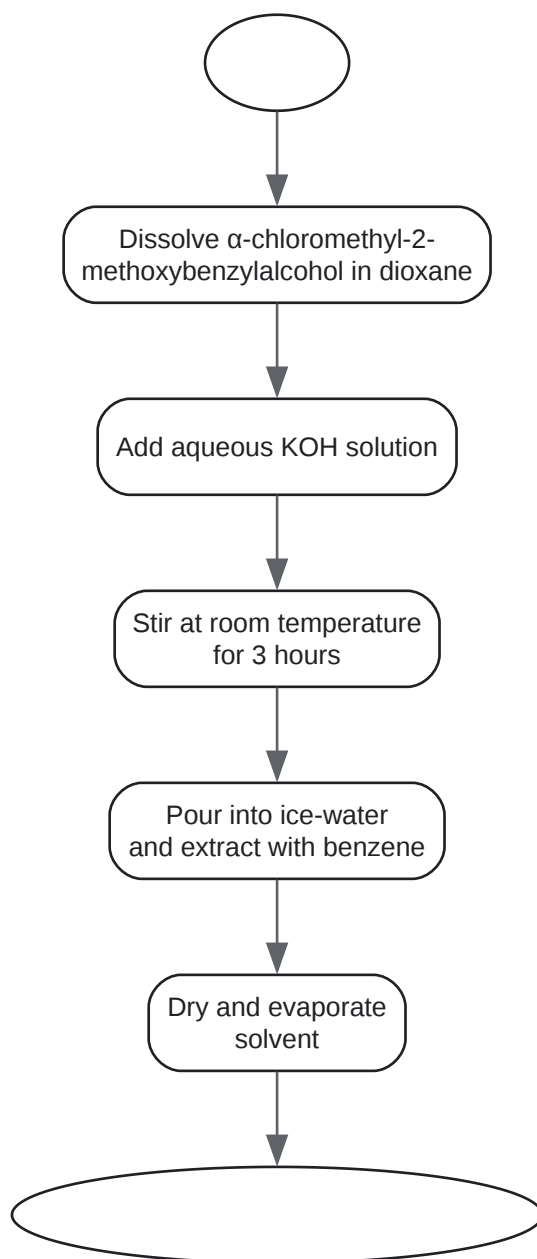 Dissolve α-chloromethyl-2-
methoxybenzylalcohol in dioxane
Add aqueous KOH solution
Stir at room temperature
for 3 hours
Pour into ice-water
and extract with benzene
Dry and evaporate
solvent